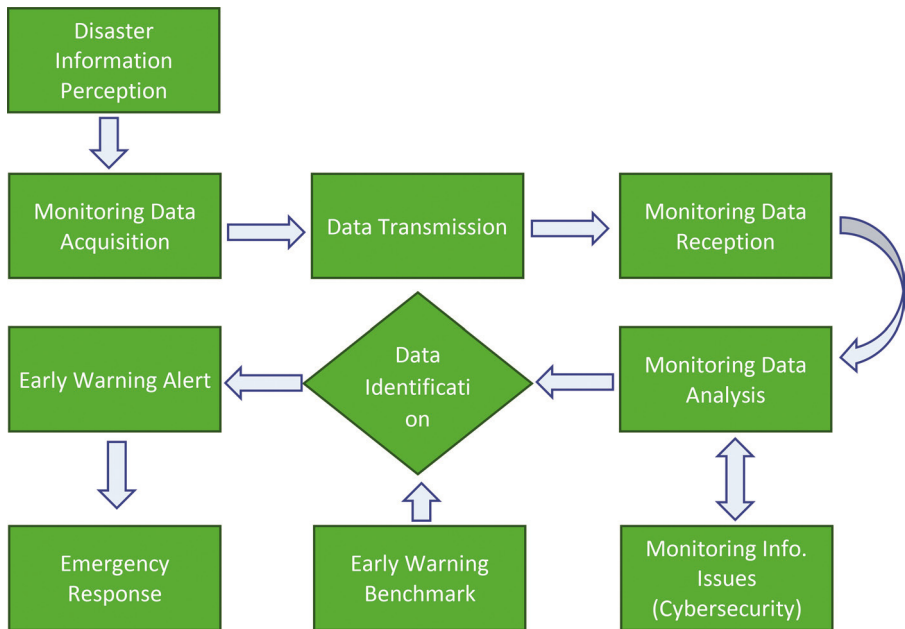 Disaster
Information
Perception
Monitoring Data
Acquisition
Data Transmission
Monitoring Data
Reception
Early Warning Alert
Data
Identificati
on
Monitoring Data
Analysis
Emergency
Response
Early Warning
Benchmark
Monitoring Info.
Issues
(Cybersecurity)